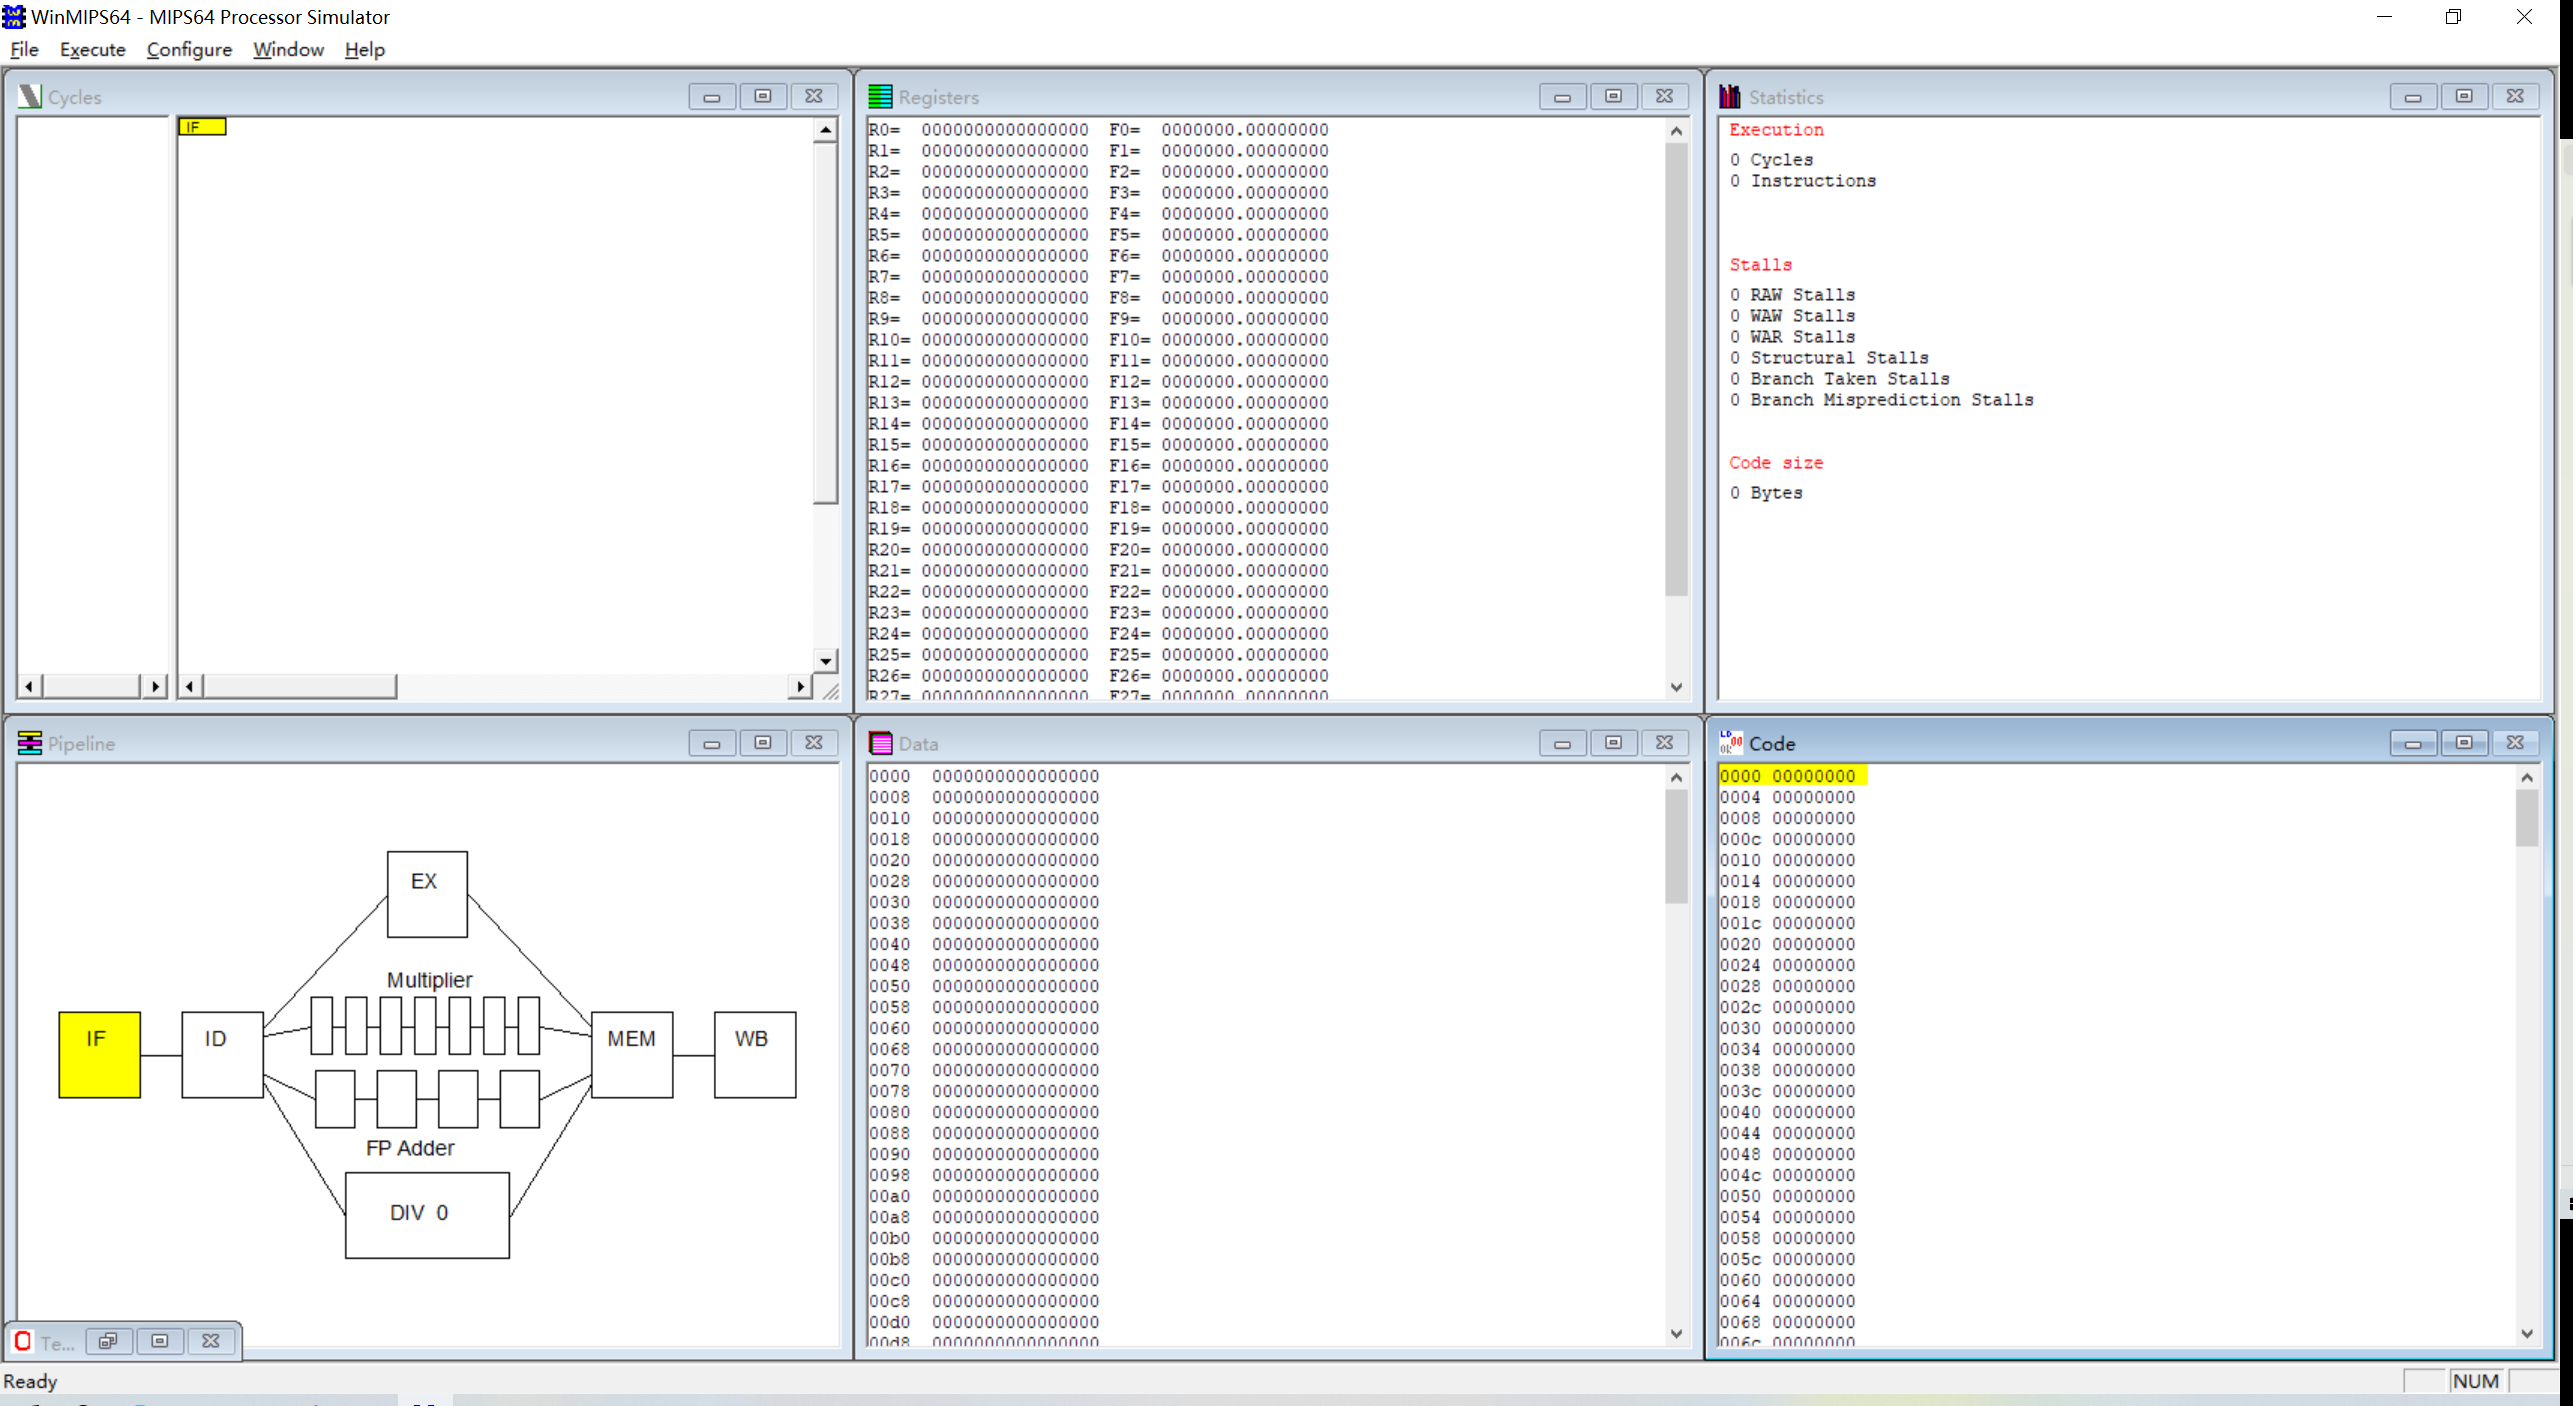 WinMIPS64 - MIPS64 Processor Simulator
File Execute Configure Window Help
Cycles
IF
Registers
R0= 0000000000000000 F0= 0000000.00000000
R1= 0000000000000000 F1= 0000000.00000000
R2= 0000000000000000 F2= 0000000.00000000
R3= 0000000000000000 F3= 0000000.00000000
R4= 0000000000000000 F4= 0000000.00000000
R5= 0000000000000000 F5= 0000000.00000000
R6= 0000000000000000 F6= 0000000.00000000
R7= 0000000000000000 F7= 0000000.00000000
R8= 0000000000000000 F8= 0000000.00000000
R9= 0000000000000000 F9= 0000000.00000000
R10= 0000000000000000 F10= 0000000.00000000
R11= 0000000000000000 F11= 0000000.00000000
R12= 0000000000000000 F12= 0000000.00000000
R13= 0000000000000000 F13= 0000000.00000000
R14= 0000000000000000 F14= 0000000.00000000
R15= 0000000000000000 F15= 0000000.00000000
R16= 0000000000000000 F16= 0000000.00000000
R17= 0000000000000000 F17= 0000000.00000000
R18= 0000000000000000 F18= 0000000.00000000
R19= 0000000000000000 F19= 0000000.00000000
R20= 0000000000000000 F20= 0000000.00000000
R21= 0000000000000000 F21= 0000000.00000000
R22= 0000000000000000 F22= 0000000.00000000
R23= 0000000000000000 F23= 0000000.00000000
R24= 0000000000000000 F24= 0000000.00000000
R25= 0000000000000000 F25= 0000000.00000000
R26= 0000000000000000 F26= 0000000.00000000
R27= 0000000000000000 F27= 0000000.00000000
Statistics
Execution
0 Cycles
0 Instructions
Stalls
0 RAW Stalls
0 WAW Stalls
0 WAR Stalls
0 Structural Stalls
0 Branch Taken Stalls
0 Branch Misprediction Stalls
Code size
0 Bytes
Pipeline
EX
Multiplier
IF ID MEM WB
FP Adder
DIV 0
Te...
Data
0000 0000000000000000
0008 0000000000000000
0010 0000000000000000
0018 0000000000000000
0020 0000000000000000
0028 0000000000000000
0030 0000000000000000
0038 0000000000000000
0040 0000000000000000
0048 0000000000000000
0050 0000000000000000
0058 0000000000000000
0060 0000000000000000
0068 0000000000000000
0070 0000000000000000
0078 0000000000000000
0080 0000000000000000
0088 0000000000000000
0090 0000000000000000
0098 0000000000000000
00a0 0000000000000000
00a8 0000000000000000
00b0 0000000000000000
00b8 0000000000000000
00c0 0000000000000000
00c8 0000000000000000
00d0 0000000000000000
00d8 0000000000000000
Code
0000 00000000
0004 00000000
0008 00000000
000c 00000000
0010 00000000
0014 00000000
0018 00000000
001c 00000000
0020 00000000
0024 00000000
0028 00000000
002c 00000000
0030 00000000
0034 00000000
0038 00000000
003c 00000000
0040 00000000
0044 00000000
0048 00000000
004c 00000000
0050 00000000
0054 00000000
0058 00000000
005c 00000000
0060 00000000
0064 00000000
0068 00000000
006c 00000000
Ready
NUM